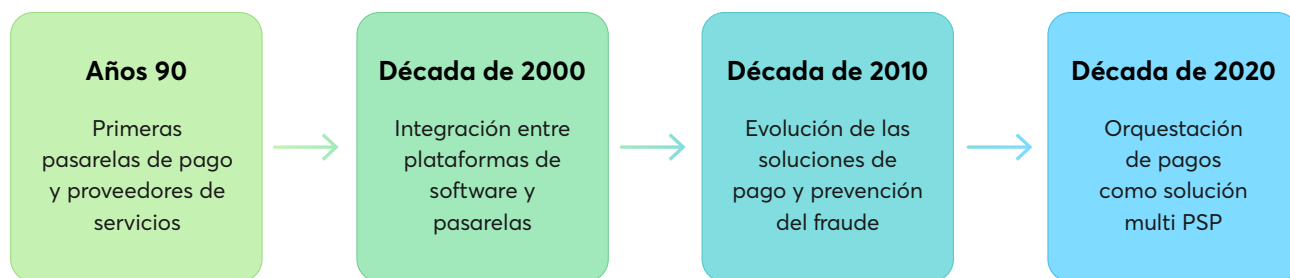 Años 90
Primeras
pasarelas de pago
y proveedores de
servicios
Década de 2000
Integración entre
plataformas de
software y
pasarelas
Década de 2010
Evolución de las
soluciones de
pago y prevención
del fraude
Década de 2020
Orquestación
de pagos
como solución
multi PSP